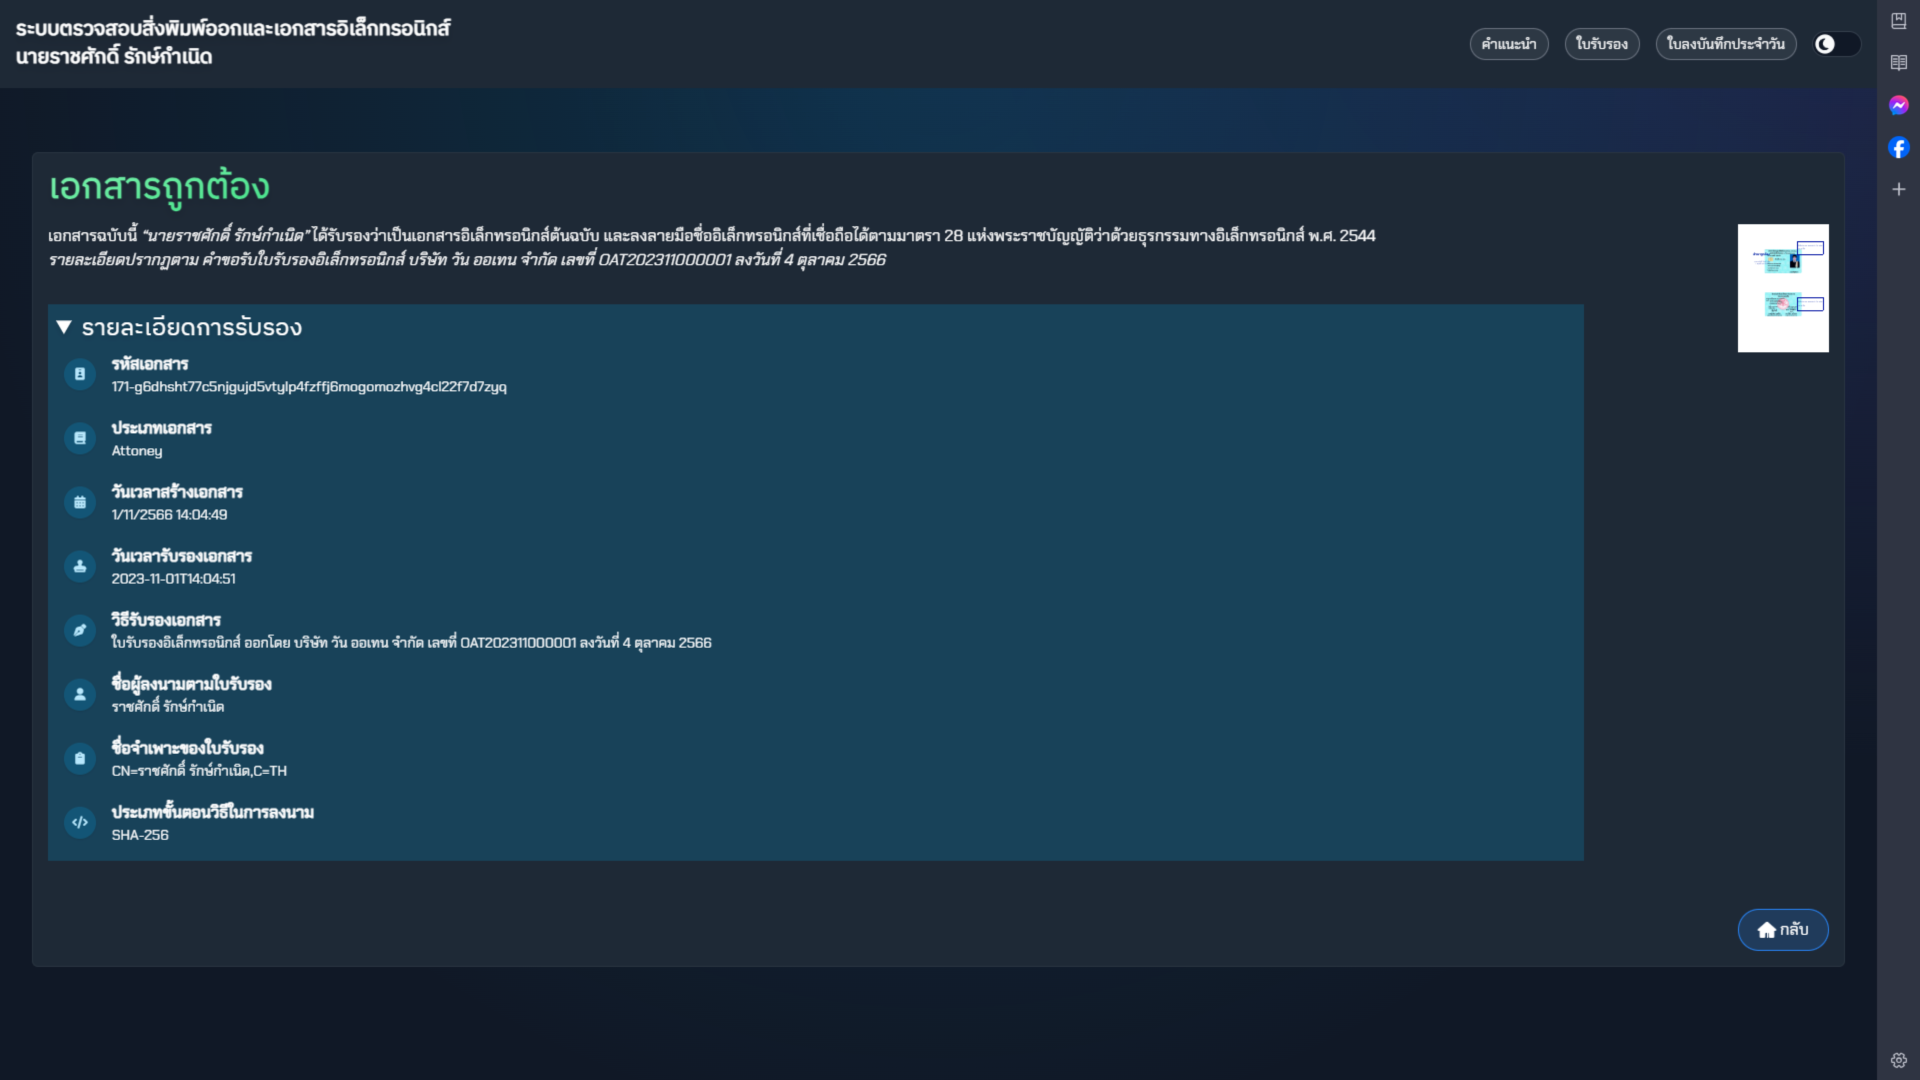 ระบบตรวจสอบสิ่งพิมพ์ออกและเอกสารอิเล็กทรอนิกส์
นายราชศักดิ์ รักษ์กำเนิด
คำแนะนำ
ใบรับรอง
ใบลงบันทึกประจำวัน
เอกสารถูกต้อง
เอกสารฉบับนี้ “นายราชศักดิ์ รักษ์กำเนิด” ได้รับรองว่าเป็นเอกสารอิเล็กทรอนิกส์ต้นฉบับ และลงลายมือชื่ออิเล็กทรอนิกส์ที่เชื่อถือได้ตามมาตรา 28 แห่งพระราชบัญญัติว่าด้วยธุรกรรมทางอิเล็กทรอนิกส์ พ.ศ. 2544
รายละเอียดปรากฏตาม คำขอรับใบรับรองอิเล็กทรอนิกส์ บริษัท วัน ออเทน จำกัด เลขที่ OAT202311000001 ลงวันที่ 4 ตุลาคม 2566
▼ รายละเอียดการรับรอง
รหัสเอกสาร
171-g6dhsht77c5njgujd5vtylp4fzffj6mogomozhvg4cl22f7d7zyq
ประเภทเอกสาร
Attoney
วันเวลาสร้างเอกสาร
1/11/2566 14:04:49
วันเวลารับรองเอกสาร
2023-11-01T14:04:51
วิธีรับรองเอกสาร
ใบรับรองอิเล็กทรอนิกส์ ออกโดย บริษัท วัน ออเทน จำกัด เลขที่ OAT202311000001 ลงวันที่ 4 ตุลาคม 2566
ชื่อผู้ลงนามตามใบรับรอง
ราชศักดิ์ รักษ์กำเนิด
ชื่อจำเพาะของใบรับรอง
CN=ราชศักดิ์ รักษ์กำเนิด,C=TH
ประเภทขั้นตอนวิธีในการลงนาม
SHA-256
กลับ